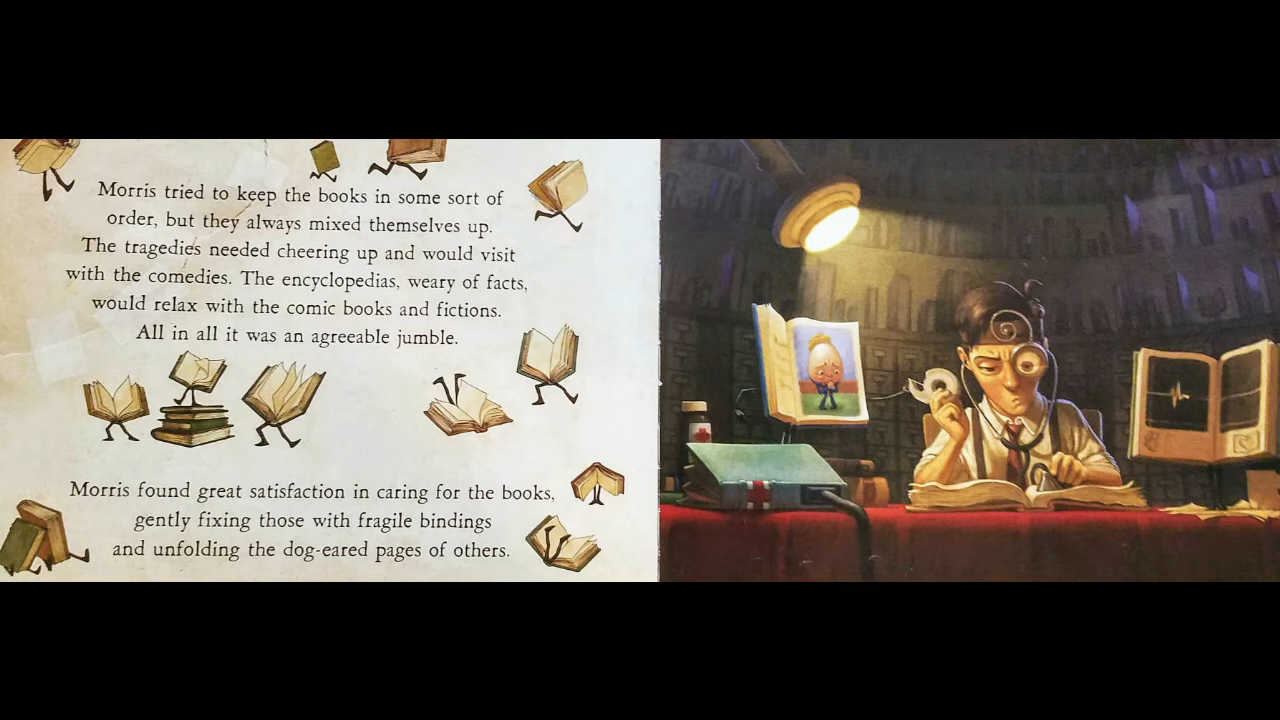 Morris tried to keep the books in some sort of
order, but they always mixed themselves up.
The tragedies needed cheering up and would visit
with the comedies. The encyclopedias, weary of facts,
would relax with the comic books and fictions.
All in all it was an agreeable jumble.
Morris found great satisfaction in caring for the books,
gently fixing those with fragile bindings
and unfolding the dog-eared pages of others.